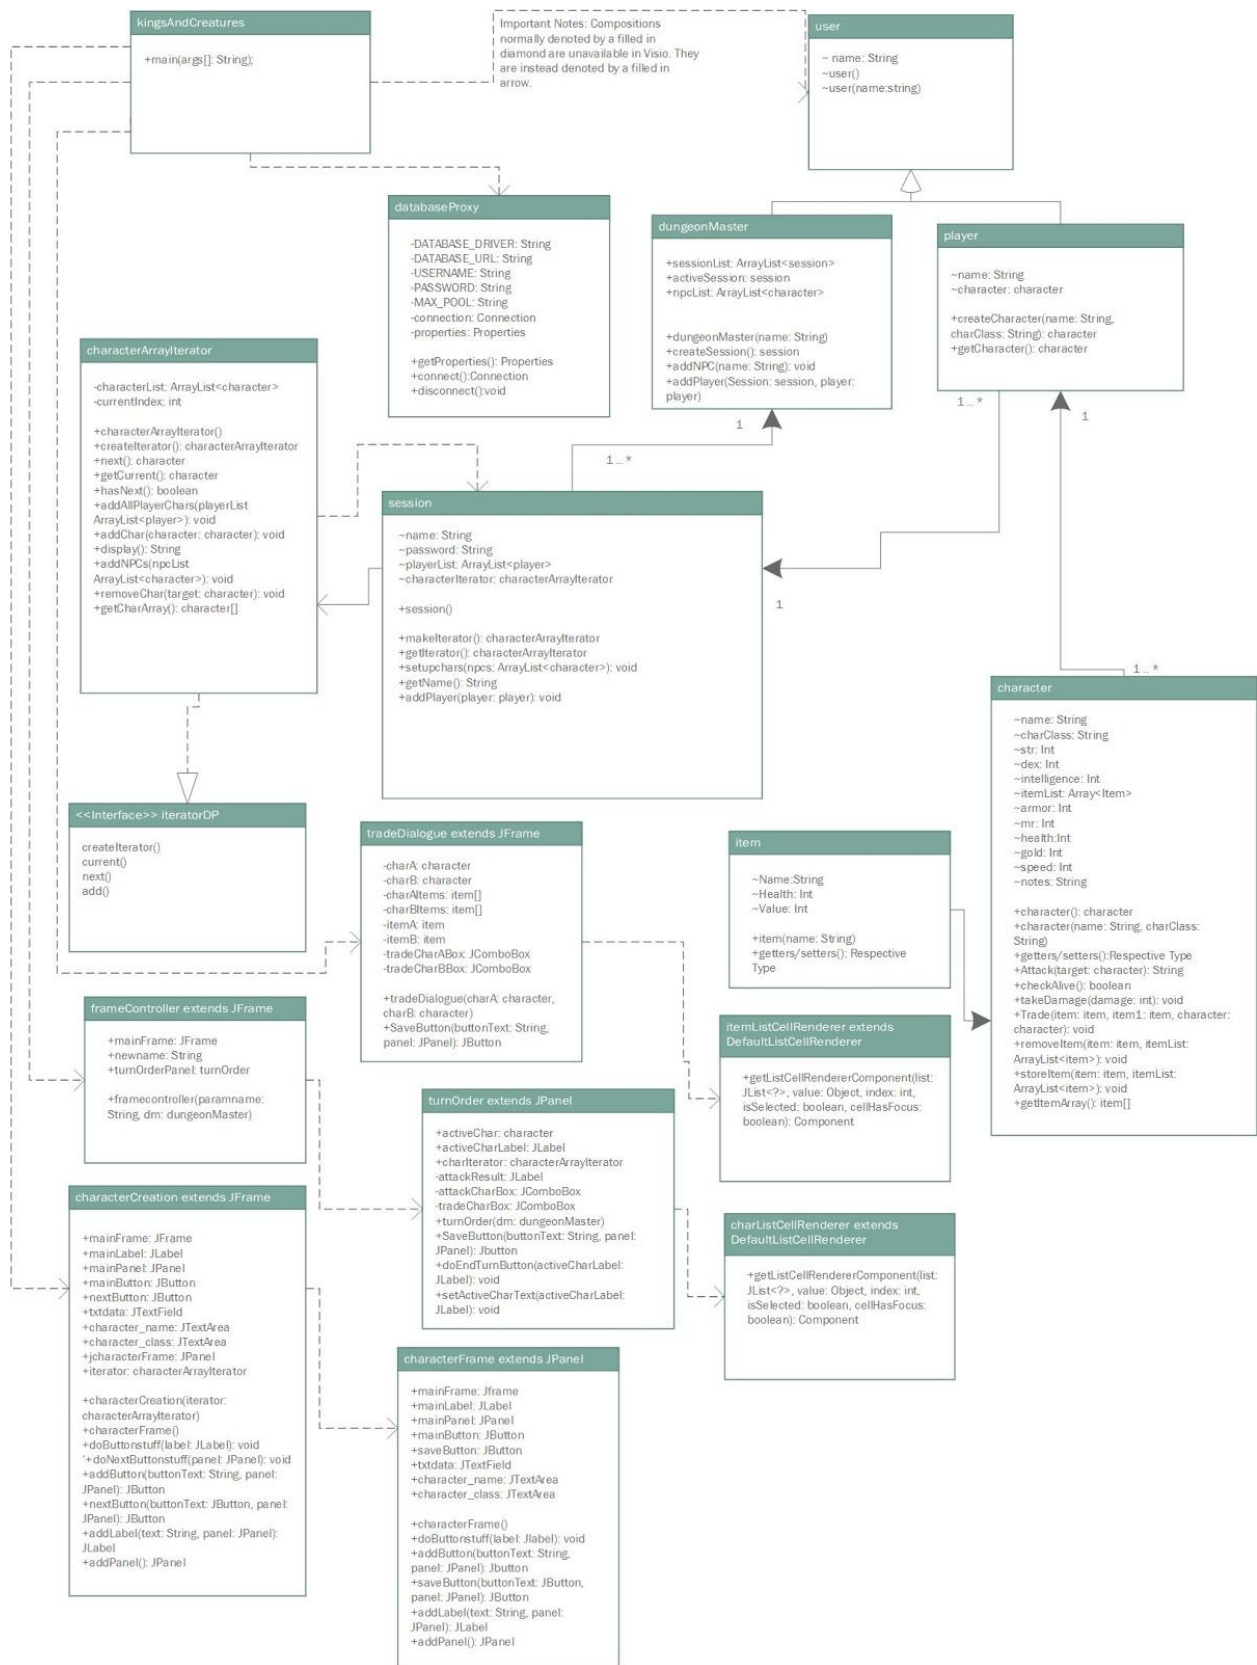 kingsAndCreatures
+main(args[]: String);
Important Notes: Compositions
normally denoted by a filled in
diamond are unavailable in Visio. They
are instead denoted by a filled in
arrow.
user
~ name: String
~user()
~user(name:string)
databaseProxy
-DATABASE_DRIVER: String
-DATABASE_URL: String
-USERNAME: String
-PASSWORD: String
-MAX_POOL: String
-connection: Connection
-properties: Properties
+getProperties(): Properties
+connect():Connection
+disconnect():void
dungeonMaster
+sessionList: ArrayList<session>
+activeSession: session
+npcList: ArrayList<character>
+dungeonMaster(name: String)
+createSession(): session
+addNPC(name: String): void
+addPlayer(Session: session, player:
player)
player
~name: String
~character: character
+createCharacter(name: String,
charClass: String): character
+getCharacter(): character
characterArrayIterator
-characterList: ArrayList<character>
-currentIndex: int
+characterArrayIterator()
+createIterator(): characterArrayIterator
+next(): character
+getCurrent(): character
+hasNext(): boolean
+addAllPlayerChars(playerList
ArrayList<player>): void
+addChar(character: character): void
+display(): String
+addNPCs(npcList
ArrayList<character>): void
+removeChar(target: character): void
+getCharArray(): character[]
1
1 .. *
1 .. *
1
session
~name: String
~password: String
~playerList: ArrayList<player>
~characterIterator: characterArrayIterator
+session()
+makeIterator(): characterArrayIterator
+getIterator(): characterArrayIterator
+setupchars(npcs: ArrayList<character>): void
+getName(): String
+addPlayer(player: player): void
1
1 .. *
character
~name: String
~charClass: String
~str: Int
~dex: Int
~intelligence: Int
~itemList: Array<Item>
~armor: Int
~mr: Int
~health:Int
~gold: Int
~speed: Int
~notes: String
+character(): character
+character(name: String, charClass:
String)
+getters/setters():Respective Type
+Attack(target: character): String
+checkAlive(): boolean
+takeDamage(damage: int): void
+Trade(item: item, item1: item, character:
character): void
+removeItem(item: item, itemList:
ArrayList<item>): void
+storeItem(item: item, itemList:
ArrayList<item>): void
+getItemArray(): item[]
<<Interface>> iteratorDP
createIterator()
current()
next()
add()
tradeDialogue extends JFrame
-charA: character
-charB: character
-charAItems: item[]
-charBItems: item[]
-itemA: item
-itemB: item
-tradeCharABox: JComboBox
-tradeCharBBox: JComboBox
+tradeDialogue(charA: character,
charB: character)
+SaveButton(buttonText: String,
panel: JPanel): JButton
item
~Name:String
~Health: Int
~Value: Int
+item(name: String)
+getters/setters(): Respective
Type
frameController extends JFrame
+mainFrame: JFrame
+newname: String
+turnOrderPanel: turnOrder
+framecontroller(paramname:
String, dm: dungeonMaster)
itemListCellRenderer extends
DefaultListCellRenderer
+getListCellRendererComponent(list:
JList<?>, value: Object, index: int,
isSelected: boolean, cellHasFocus:
boolean): Component
turnOrder extends JPanel
+activeChar: character
+activeCharLabel: JLabel
+charIterator: characterArrayIterator
-attackResult: JLabel
-attackCharBox: JComboBox
-tradeCharBox: JComboBox
+turnOrder(dm: dungeonMaster)
+SaveButton(buttonText: String, panel:
JPanel): Jbutton
+doEndTurnButton(activeCharLabel:
JLabel): void
+setActiveCharText(activeCharLabel:
JLabel): void
characterCreation extends JFrame
+mainFrame: JFrame
+mainLabel: JLabel
+mainPanel: JPanel
+mainButton: JButton
+nextButton: JButton
+txtdata: JTextField
+character_name: JTextArea
+character_class: JTextArea
+jcharacterFrame: JPanel
+iterator: characterArrayIterator
+characterCreation(iterator:
characterArrayIterator)
+characterFrame()
+doButtonstuff(label: JLabel): void
'+doNextButtonstuff(panel: JPanel): void
+addButton(buttonText: String, panel:
JPanel): JButton
+nextButton(buttonText: JButton, panel:
JPanel): JButton
+addLabel(text: String, panel: JPanel):
JLabel
+addPanel(): JPanel
charListCellRenderer extends
DefaultListCellRenderer
+getListCellRendererComponent(list:
JList<?>, value: Object, index: int,
isSelected: boolean, cellHasFocus:
boolean): Component
characterFrame extends JPanel
+mainFrame: Jframe
+mainLabel: JLabel
+mainPanel: JPanel
+mainButton: JButton
+saveButton: JButton
+txtdata: JTextField
+character_name: JTextArea
+character_class: JTextArea
+characterFrame()
+doButtonstuff(label: Jlabel): void
+addButton(buttonText: String,
panel: JPanel): Jbutton
+saveButton(buttonText: JButton,
panel: JPanel): JButton
+addLabel(text: String, panel:
JPanel): JLabel
+addPanel(): JPanel